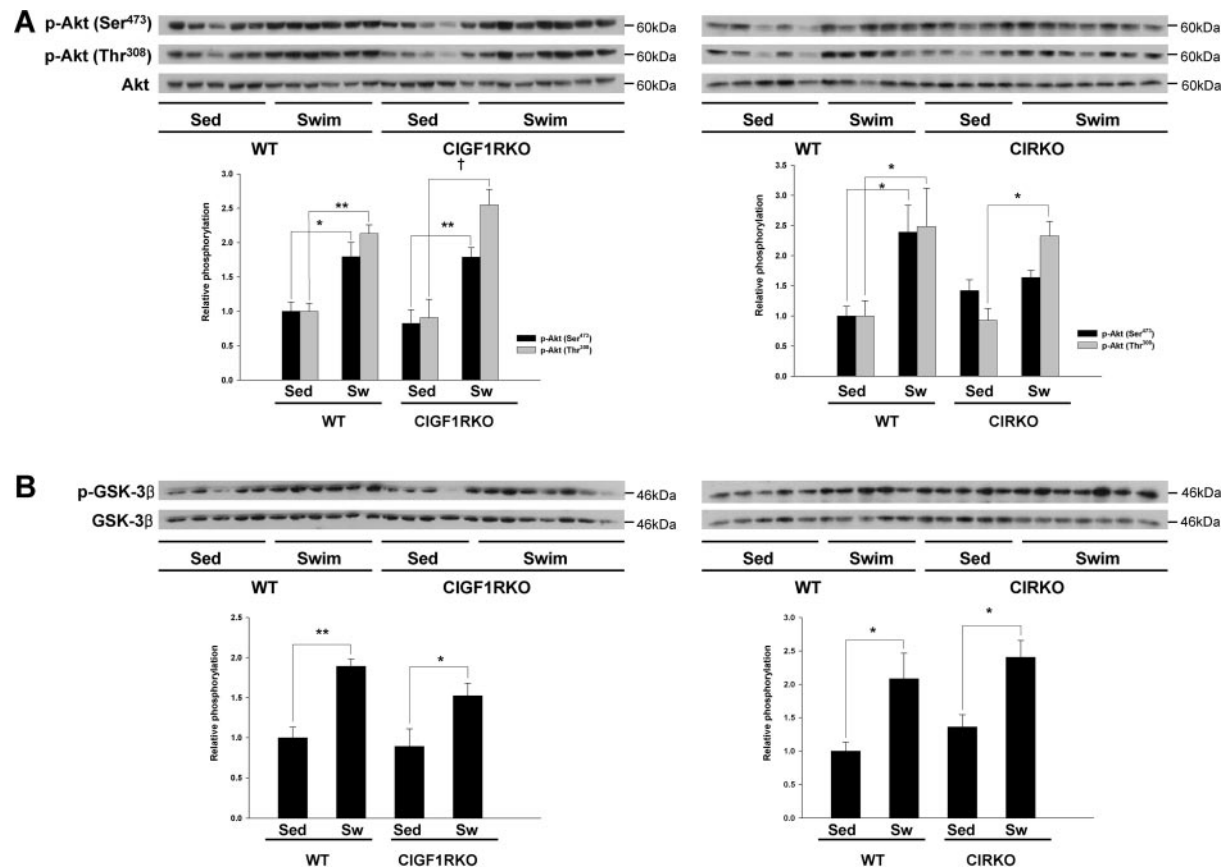 A
p-Akt (Ser473)
60kDa
60kDa
p-Akt (Thr308)
60kDa
60kDa
Akt
60kDa
60kDa
Sed Swim Sed Swim
Sed Swim Sed Swim
WT CIGF1RKO
WT CIRKO
Relative phosphorylation
3.0
2.5
2.0
1.5
1.0
0.5
0.0
* ** ** †
p-Akt (Ser473)
p-Akt (Thr308)
Sed Sw Sed Sw
WT CIGF1RKO
Relative phosphorylation
3.5
3.0
2.5
2.0
1.5
1.0
0.5
0.0
* * *
p-Akt (Ser473)
p-Akt (Thr308)
Sed Sw Sed Sw
WT CIRKO
B
p-GSK-3β
46kDa
46kDa
GSK-3β
46kDa
46kDa
Sed Swim Sed Swim
Sed Swim Sed Swim
WT CIGF1RKO
WT CIRKO
Relative phosphorylation
2.5
2.0
1.5
1.0
0.5
0.0
** *
Sed Sw Sed Sw
WT CIGF1RKO
Relative phosphorylation
3.0
2.5
2.0
1.5
1.0
0.5
0.0
* *
Sed Sw Sed Sw
WT CIRKO